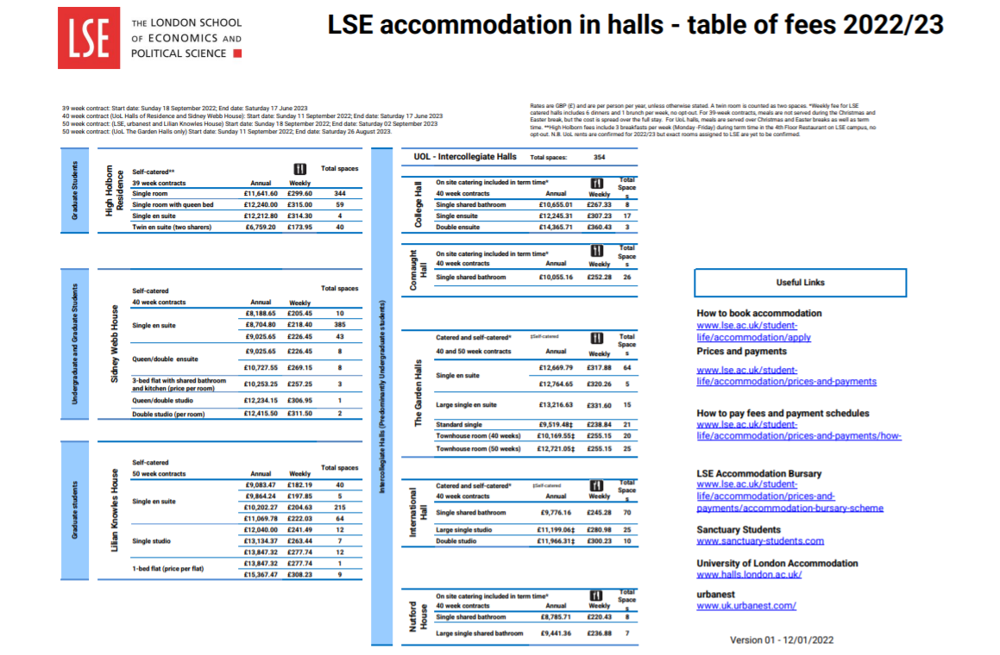 LSE
THE LONDON SCHOOL
OF ECONOMICS AND
POLITICAL SCIENCE
LSE accommodation in halls - table of fees 2022/23
39 week contract: Start date: Sunday 18 September 2022; End date: Saturday 17 June 2023
40 week contract (UoL Halls of Residence and Sidney Webb House): Start date: Sunday 11 September 2022; End date: Saturday 17 June 2023
50 week contract: (LSE, urbanest and Lilian Knowles House) Start date: Sunday 18 September 2022; End date: Saturday 02 September 2023
50 week contract: (UoL The Garden Halls only) Start date: Sunday 11 September 2022; End date: Saturday 26 August 2023.
Rates are GBP (£) and are per person per year, unless otherwise stated. A twin room is counted as two spaces. *Weekly fee for LSE
catered halls includes 6 dinners and 1 brunch per week, no opt-out. For 39-week contracts, meals are not served during the Christmas and
Easter break, but the cost is spread over the full stay. For UoL halls, meals are served over Christmas and Easter breaks as well as term
time. **High Holborn fees include 3 breakfasts per week (Monday -Friday) during term time in the 4th Floor Restaurant on LSE campus, no
opt-out. N.B. UoL rents are confirmed for 2022/23 but exact rooms assigned to LSE are yet to be confirmed.
Graduate Students
High Holborn
Residence
Self-catered**
Total spaces
39 week contracts Annual Weekly
Single room £11,641.60 £299.60 344
Single room with queen bed £12,240.00 £315.00 59
Single en suite £12,212.80 £314.30 4
Twin en suite (two sharers) £6,759.20 £173.95 40
Undergraduate and Graduate Students
Sidney Webb House
Self-catered
Total spaces
40 week contracts Annual Weekly
Single en suite
£8,188.65 £205.45 10
£8,704.80 £218.40 385
£9,025.65 £226.45 43
Queen/double ensuite
£9,025.65 £226.45 8
£10,727.55 £269.15 8
3-bed flat with shared bathroom
and kitchen (price per room) £10,253.25 £257.25 3
Queen/double studio £12,234.15 £306.95 1
Double studio (per room) £12,415.50 £311.50 2
Graduate students
Lilian Knowles House
Self-catered
Total spaces
50 week contracts Annual Weekly
Single en suite
£9,083.47 £182.19 40
£9,864.24 £197.85 5
£10,202.27 £204.63 215
£11,069.78 £222.03 64
Single studio
£12,040.00 £241.49 12
£13,134.37 £263.44 7
£13,847.32 £277.74 12
1-bed flat (price per flat)
£13,847.32 £277.74 1
£15,367.47 £308.23 9
Intercollegiate Halls (Predominantly Undergraduate students)
UOL - Intercollegiate Halls Total spaces: 354
College Hall
On site catering included in term time*
Total
Space
s
40 week contracts Annual Weekly
Single shared bathroom £10,655.01 £267.33 8
Single ensuite £12,245.31 £307.23 17
Double ensuite £14,365.71 £360.43 3
Connaught
Hall
On site catering included in term time*
Total
Space
s
40 week contracts Annual Weekly
Single shared bathroom £10,055.16 £252.28 26
The Garden Halls
Catered and self-catered* ‡Self-catered
Total
Space
s
40 and 50 week contracts Annual Weekly
Single en suite
£12,669.79 £317.88 64
£12,764.65 £320.26 5
Large single en suite £13,216.63 £331.60 15
Standard single £9,519.48‡ £238.84 21
Townhouse room (40 weeks) £10,169.55‡ £255.15 20
Townhouse room (50 weeks) £12,721.05‡ £255.15 25
International
Hall
Catered and self-catered* ‡Self-catered
Total
Space
s
40 week contracts Annual Weekly
Single shared bathroom £9,776.16 £245.28 70
Large single studio £11,199.06‡ £280.98 25
Double studio £11,966.31‡ £300.23 10
Nutford
House
On site catering included in term time*
Total
Space
s
40 week contracts Annual Weekly
Single shared bathroom £8,785.71 £220.43 8
Large single shared bathroom £9,441.36 £236.88 7
Useful Links
How to book accommodation
www.lse.ac.uk/student-
life/accommodation/apply
Prices and payments
www.lse.ac.uk/student-
life/accommodation/prices-and-payments
How to pay fees and payment schedules
www.lse.ac.uk/student-
life/accommodation/prices-and-payments/how-
LSE Accommodation Bursary
www.lse.ac.uk/student-
life/accommodation/prices-and-
payments/accommodation-bursary-scheme
Sanctuary Students
www.sanctuary-students.com
University of London Accommodation
www.halls.london.ac.uk/
urbanest
www.uk.urbanest.com/
Version 01 - 12/01/2022